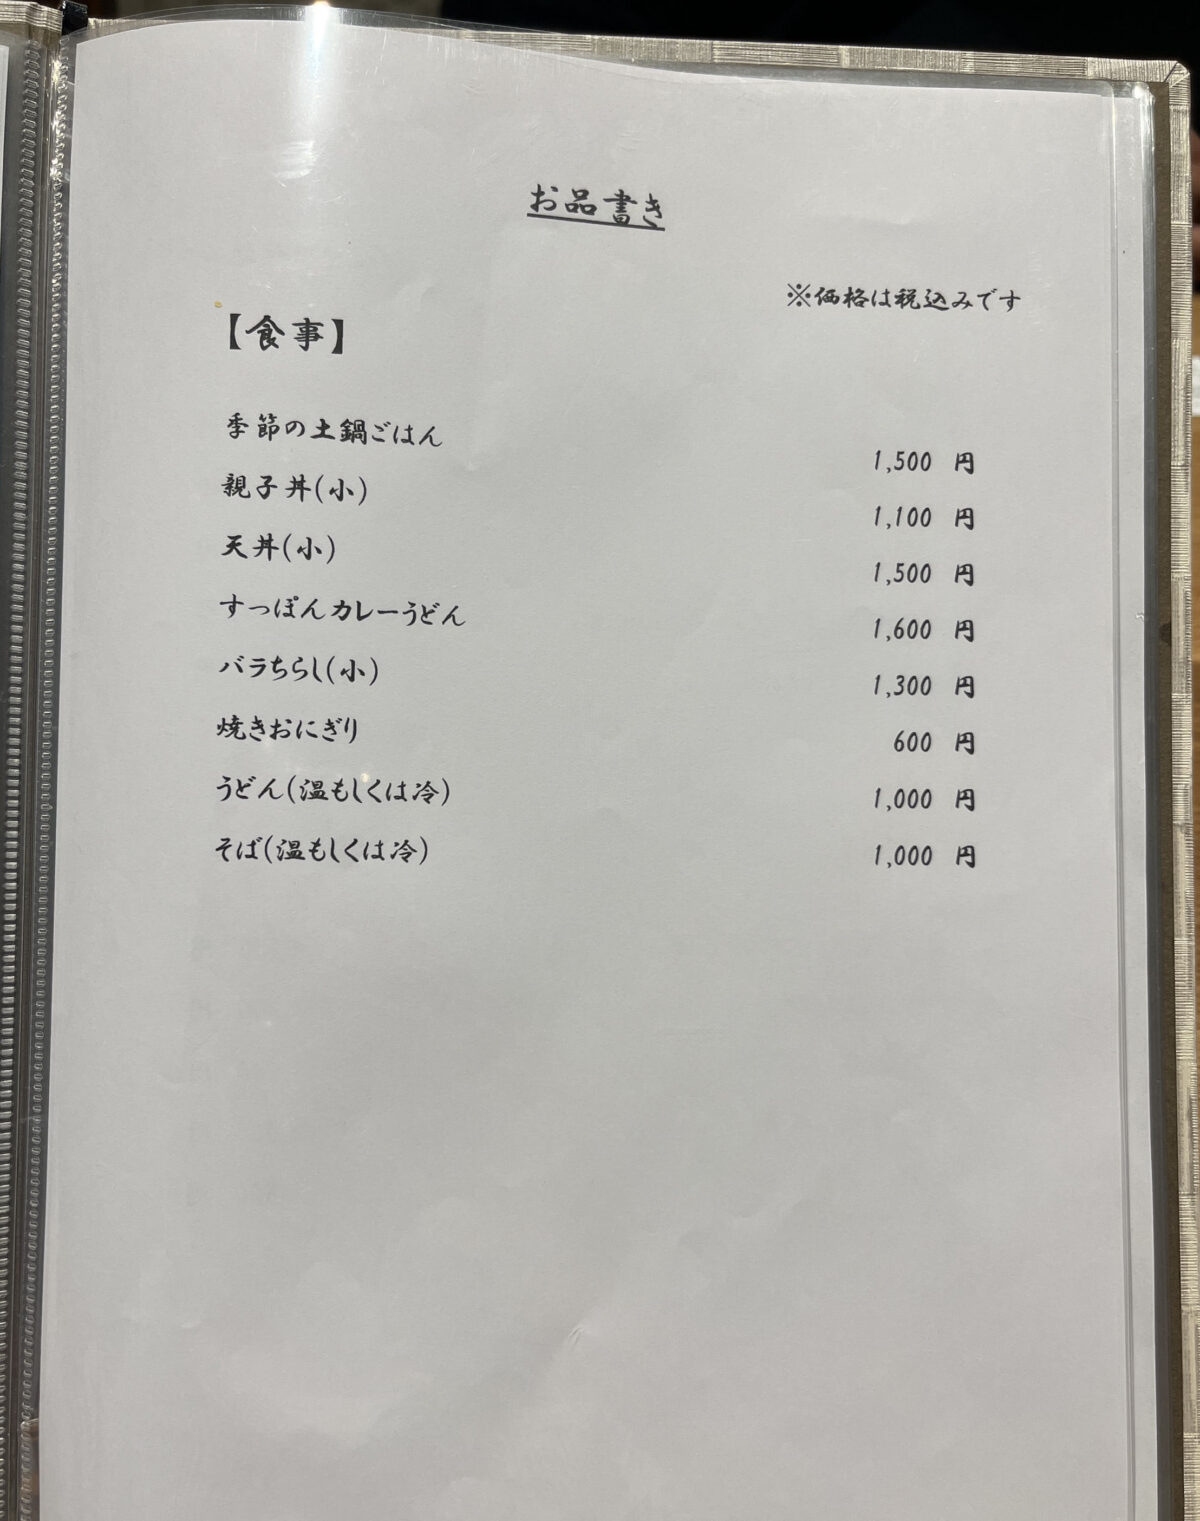 お品書き
※価格は税込みです
【食事】
季節の土鍋ごはん 1,500 円
親子丼(小) 1,100 円
天丼(小) 1,500 円
すっぽんカレーうどん 1,600 円
バラちらし(小) 1,300 円
焼きおにぎり 600 円
うどん(温もしくは冷) 1,000 円
そば(温もしくは冷) 1,000 円